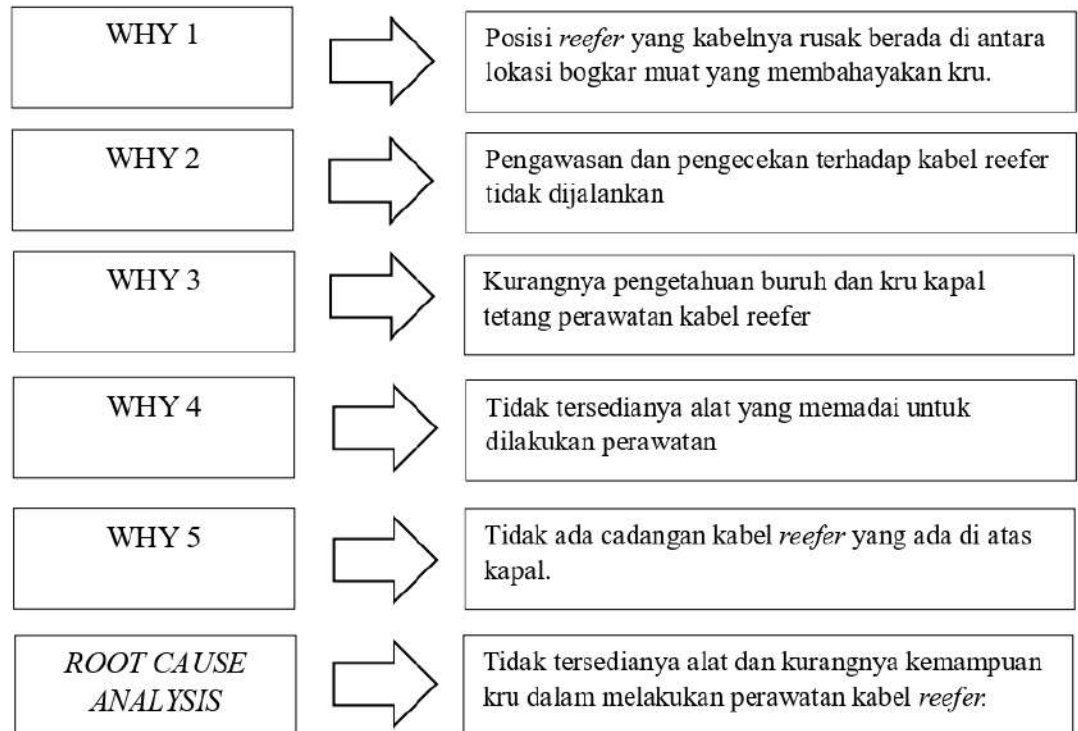 WHY 1
Posisi reefer yang kabelnya rusak berada di antara
lokasi bogkar muat yang membahayakan kru.
WHY 2
Pengawasan dan pengecekan terhadap kabel reefer
tidak dijalankan
WHY 3
Kurangnya pengetahuan buruh dan kru kapal
tetang perawatan kabel reefer
WHY 4
Tidak tersedianya alat yang memadai untuk
dilakukan perawatan
WHY 5
Tidak ada cadangan kabel reefer yang ada di atas
kapal.
ROOT CAUSE
ANALYSIS
Tidak tersedianya alat dan kurangnya kemampuan
kru dalam melakukan perawatan kabel reefer.